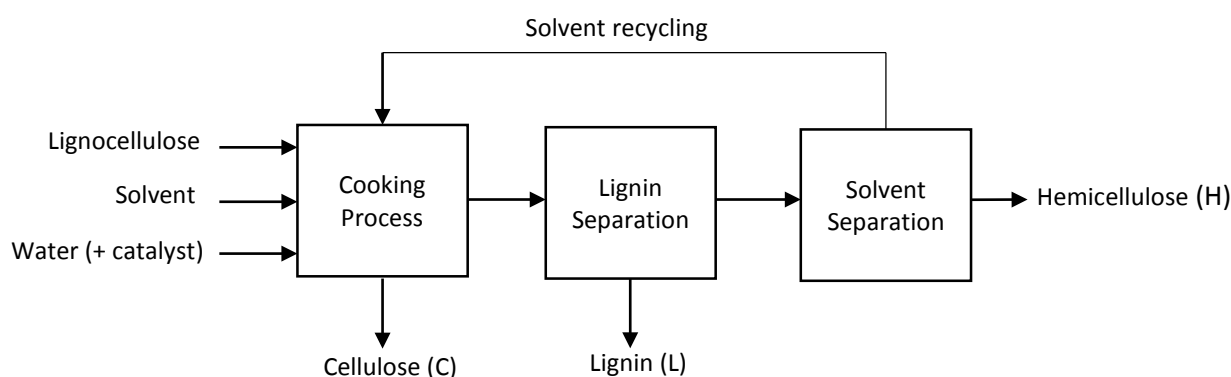 Solvent recycling
Lignocellulose
Solvent
Water (+ catalyst)
Cooking
Process
Lignin
Separation
Solvent
Separation
Hemicellulose (H)
Cellulose (C)
Lignin (L)